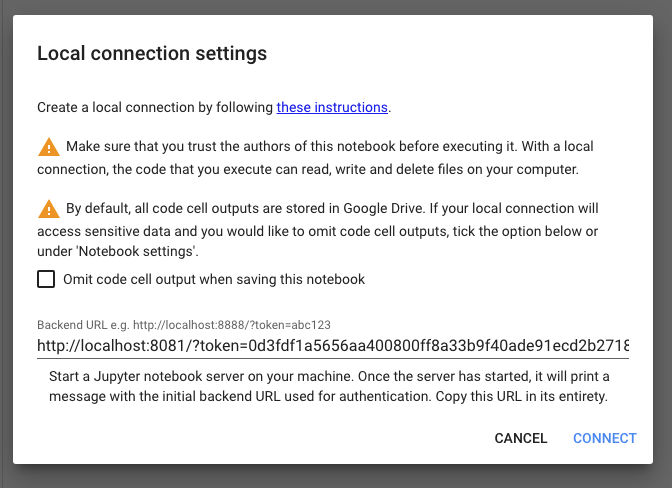 Local connection settings
Create a local connection by following these instructions.
Make sure that you trust the authors of this notebook before executing it. With a local
connection, the code that you execute can read, write and delete files on your computer.
By default, all code cell outputs are stored in Google Drive. If your local connection will
access sensitive data and you would like to omit code cell outputs, tick the option below or
under 'Notebook settings'.
Omit code cell output when saving this notebook
Backend URL e.g. http://localhost:8888/?token=abc123
http://localhost:8081/?token=0d3fdf1a5656aa400800ff8a33b9f40ade91ecd2b2718
Start a Jupyter notebook server on your machine. Once the server has started, it will print a
message with the initial backend URL used for authentication. Copy this URL in its entirety.
CANCEL CONNECT